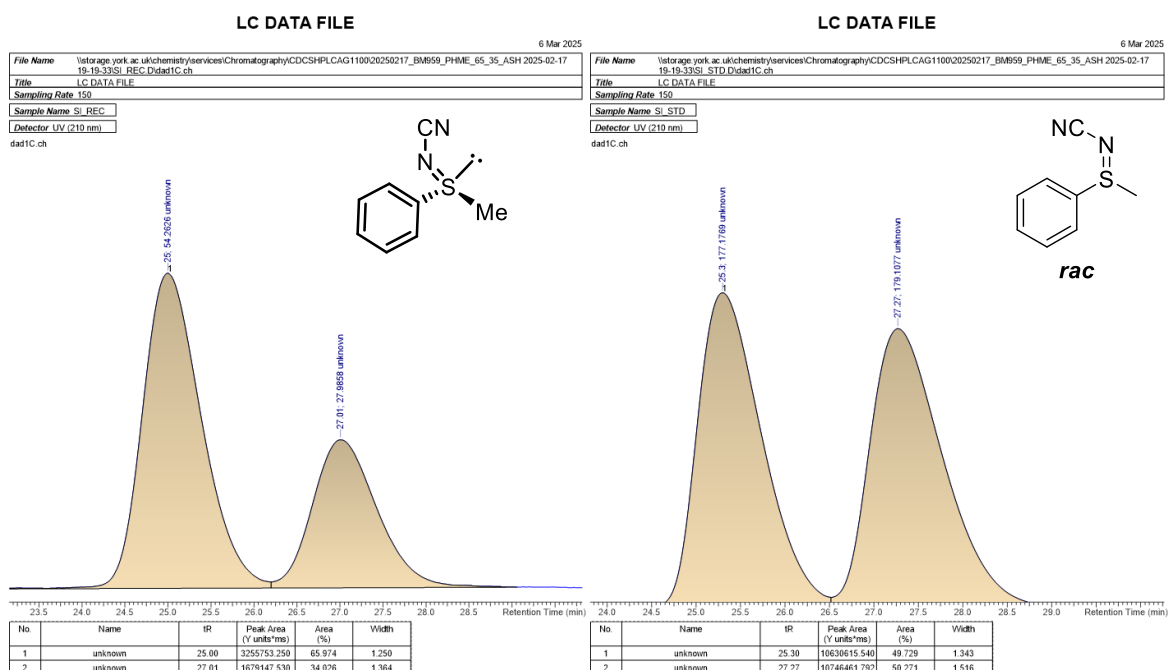 LC DATA FILE
6 Mar 2025
File Name \\storage.york.ac.uk\chemistry\services\Chromatography\CDCSHPLCAG1100\20250217_BM959_PHME_65_35_ASH 2025-02-17
19-19-33\SI_REC.D\dad1C.ch
Title LC DATA FILE
Sampling Rate 150
Sample Name SI_REC
Detector UV (210 nm)
dad1C.ch
CN
N
S
Me
25; 54.2626 unknown
27.01; 27.9858 unknown
23.5 24.0 24.5 25.0 25.5 26.0 26.5 27.0 27.5 28.0 28.5 Retention Time (min)
No. Name tR Peak Area Area Width
(Y units*ms) (%)
1 unknown 25.00 3255753.250 65.974 1.250
2 unknown 27.01 1679147.530 34.026 1.364
LC DATA FILE
6 Mar 2025
File Name \\storage.york.ac.uk\chemistry\services\Chromatography\CDCSHPLCAG1100\20250217_BM959_PHME_65_35_ASH 2025-02-17
19-19-33\SI_STD.D\dad1C.ch
Title LC DATA FILE
Sampling Rate 150
Sample Name SI_STD
Detector UV (210 nm)
dad1C.ch
NC
N
S
rac
25.3; 177.1769 unknown
27.27; 179.1077 unknown
24.0 24.5 25.0 25.5 26.0 26.5 27.0 27.5 28.0 28.5 29.0 Retention Time (min)
No. Name tR Peak Area Area Width
(Y units*ms) (%)
1 unknown 25.30 10630615.540 49.729 1.343
2 unknown 27.27 10746461.792 50.271 1.516